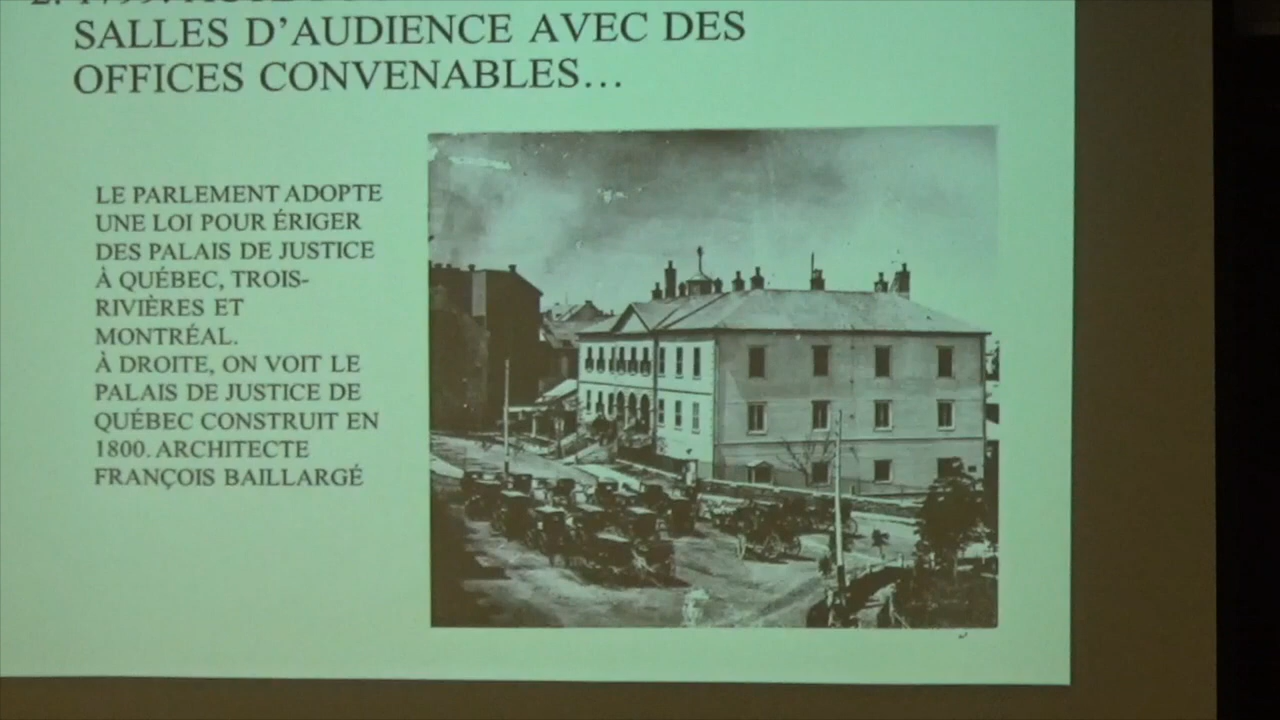 SALLES D'AUDIENCE AVEC DES
OFFICES CONVENABLES...
LE PARLEMENT ADOPTE
UNE LOI POUR ÉRIGER
DES PALAIS DE JUSTICE
À QUÉBEC, TROIS-
RIVIÈRES ET
MONTRÉAL.
À DROITE, ON VOIT LE
PALAIS DE JUSTICE DE
QUÉBEC CONSTRUIT EN
1800. ARCHITECTE
FRANÇOIS BAILLARGÉ